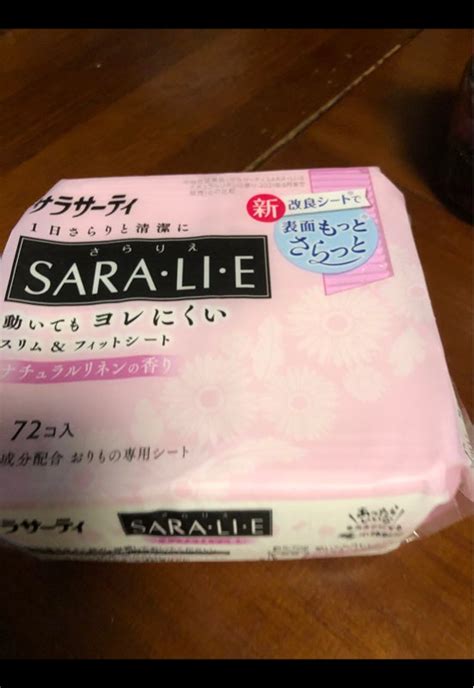 サラサーティ
1日さらりと清潔に
さらりえ
SARA・LI・E
動いてもヨレにくい
スリム&フィットシート
ナチュラルリネンの香り
72コ入
成分配合 おりもの専用シート
新
改良シートで
表面もっと
さらっと
ラサーティ
さらりえ
SARA・LI・E